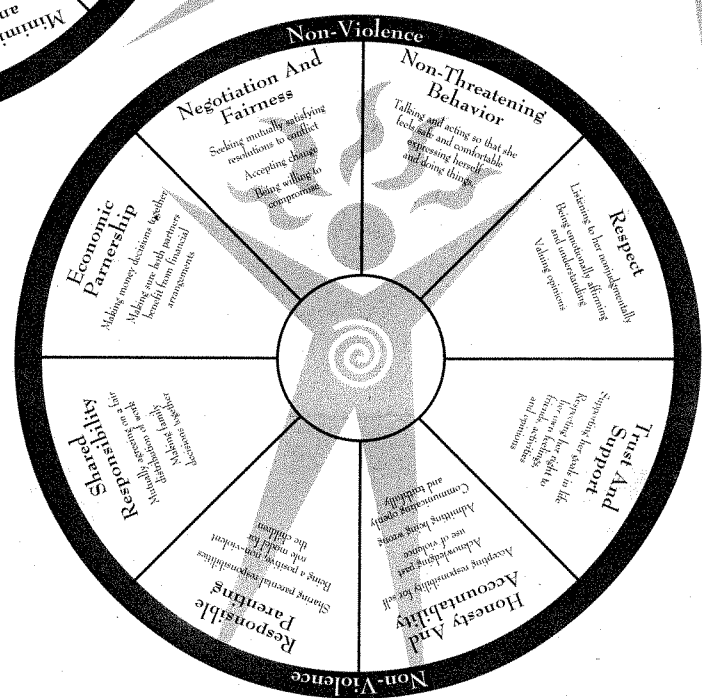 Minimi
an
Non-Violence
Negotiation And
Fairness
Seeking mutually satisfying
resolutions to conflict
Accepting change
Being willing to
compromise
Non-Threatening
Behavior
Talking and acting so that she
feels safe and comfortable
expressing herself
and doing things
Respect
Listening to her nonjudgmentally
Being emotionally affirming
and understanding
Valuing opinions
Trust And
Support
Supporting her goals in life
Respecting her right to
her own feelings,
friends, activities
and opinions
Honesty And
Accountability
Accepting responsibility for self
Acknowledging past
use of violence
Admitting being wrong
Communicating openly
and truthfully
Responsible
Parenting
Sharing parental responsibilities
Being a positive, non-violent
role model for
the children
Shared
Responsibility
Mutually agreeing on a fair
distribution of work
Making family
decisions together
Economic
Parnership
Making money decisions together
Making sure both partners
benefit from financial
arrangements
Non-Violence